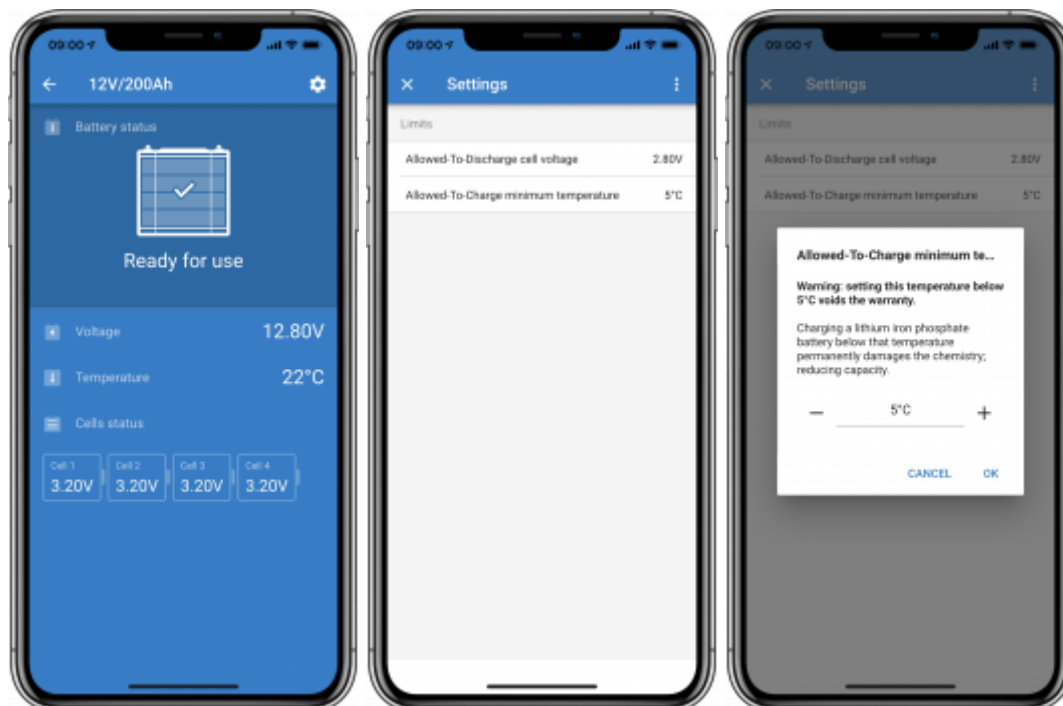 09:00
12V/200Ah
Battery status
Ready for use
Voltage 12.80V
Temperature 22°C
Cells status
Cell 1 Cell 2 Cell 3 Cell 4
3.20V 3.20V 3.20V 3.20V
09:00
Settings
Limits
Allowed-To-Discharge cell voltage 2.80V
Allowed-To-Charge minimum temperature 5°C
09:00
Settings
Limits
Allowed-To-Discharge cell voltage 2.80V
Allowed-To-Charge minimum temperature 5°C
Allowed-To-Charge minimum te...
Warning: setting this temperature below
5°C voids the warranty.
Charging a lithium iron phosphate
battery below that temperature
permanently damages the chemistry;
reducing capacity.
5°C
CANCEL OK